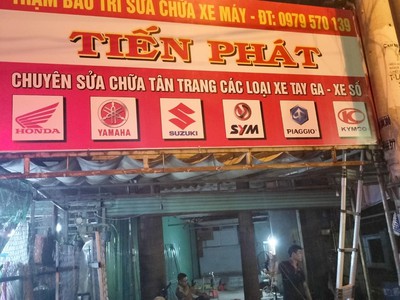 TRẠM BẢO TRÌ SỬA CHỮA XE MÁY - ĐT: 0979 570 139
TIẾN PHÁT
CHUYÊN SỬA CHỮA TÂN TRANG CÁC LOẠI XE TAY GA - XE SỐ
HONDA YAMAHA SUZUKI SYM PIAGGIO KYMCO